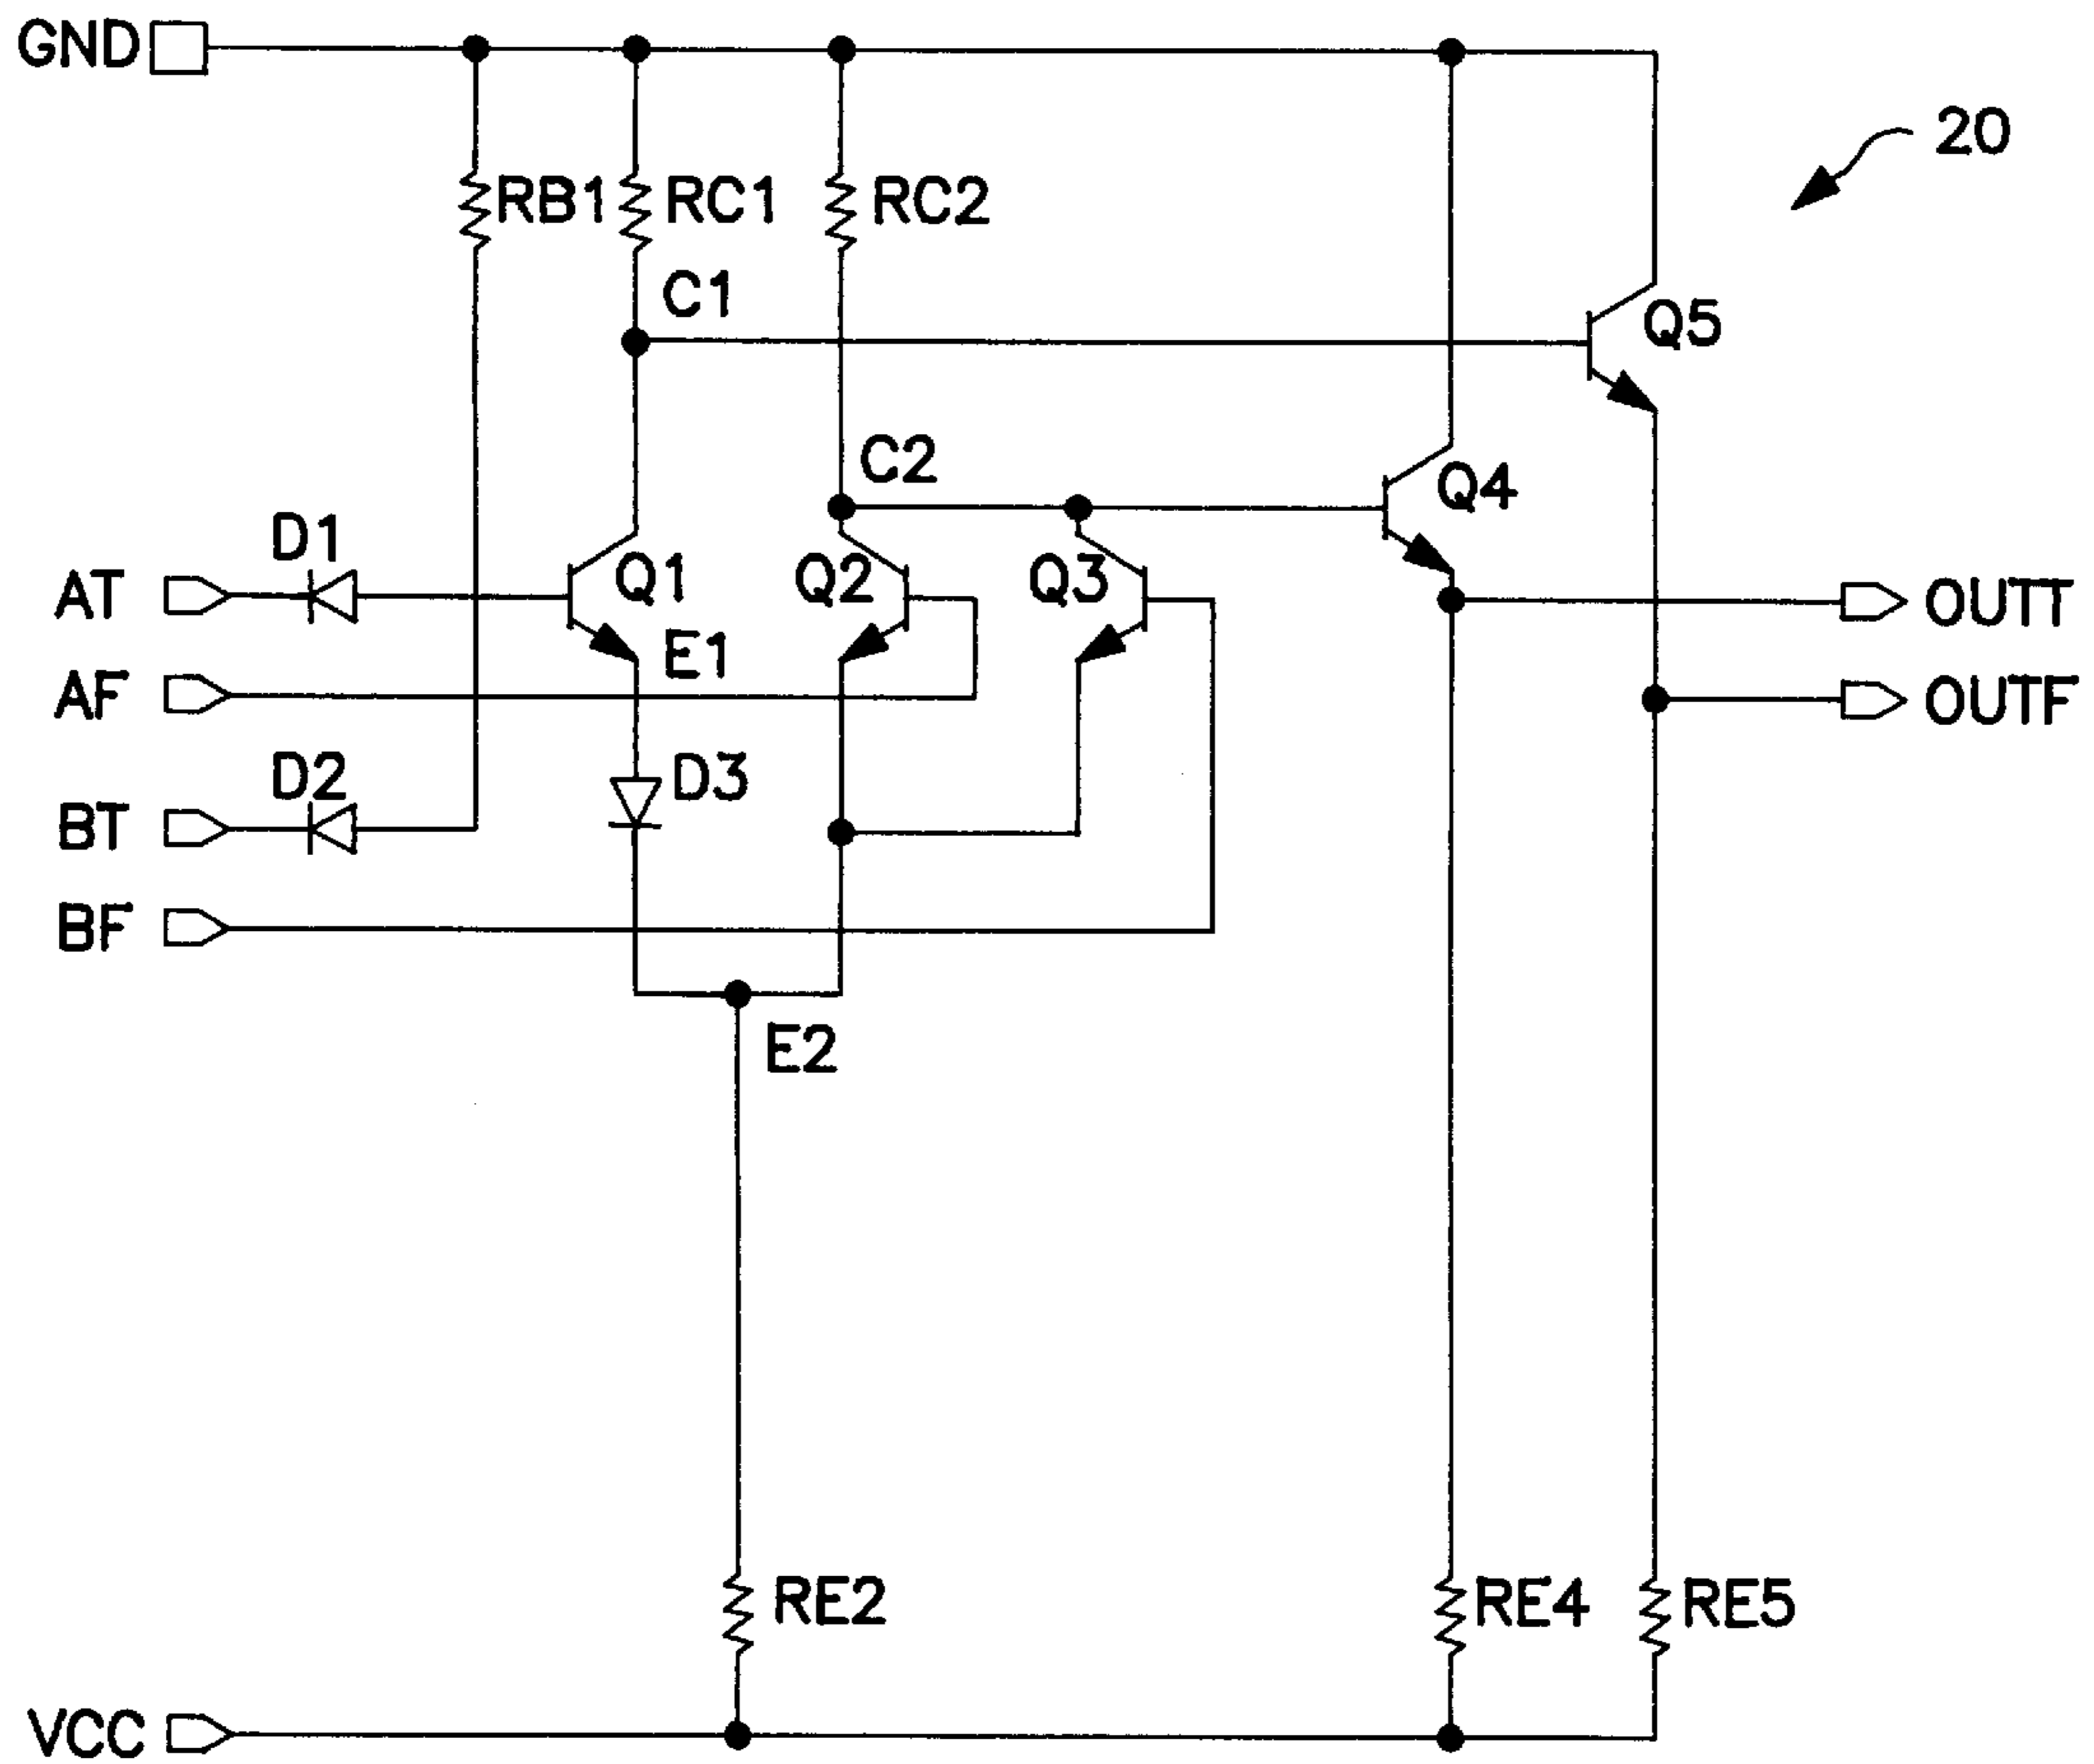 GND
20
RB1 RC1 RC2
C1
Q5
C2
Q4
D1
AT Q1 Q2 Q3 OUTT
E1
AF OUTF
D2 D3
BT
BF
E2
RE2 RE4 RE5
VCC